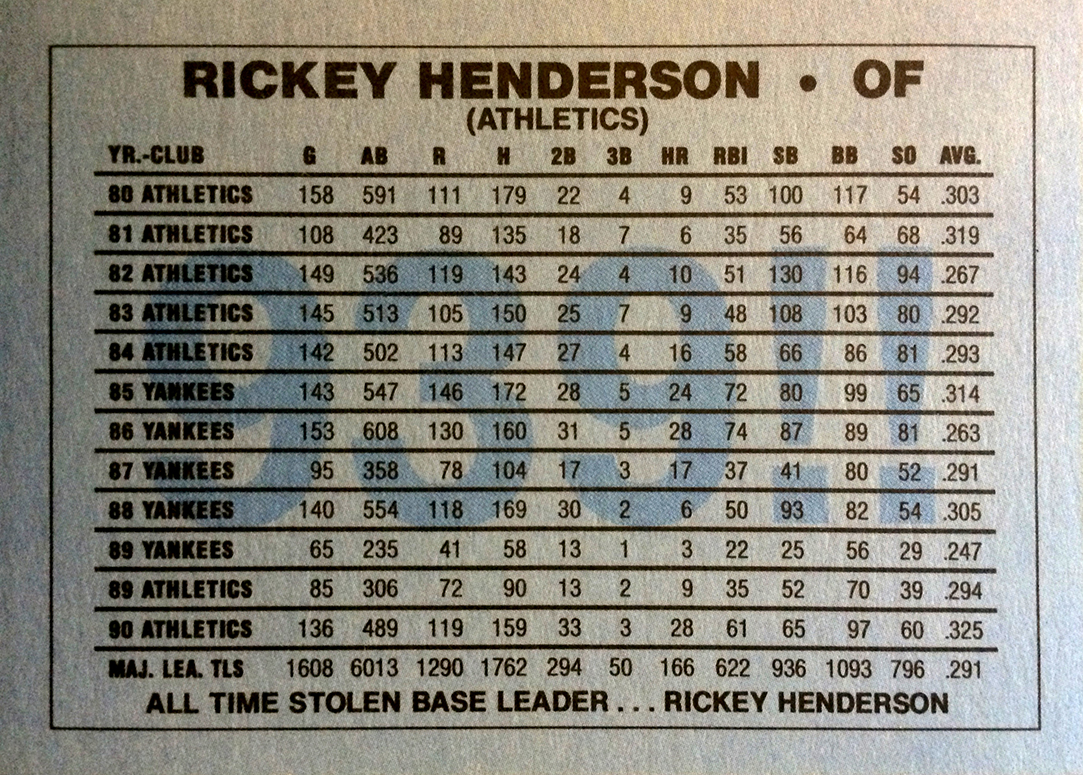 RICKEY HENDERSON • OF
(ATHLETICS)
YR.-CLUB G AB R H 2B 3B HR RBI SB BB SO AVG.
80 ATHLETICS 158 591 111 179 22 4 9 53 100 117 54 .303
81 ATHLETICS 108 423 89 135 18 7 6 35 56 64 68 .319
82 ATHLETICS 149 536 119 143 24 4 10 51 130 116 94 .267
83 ATHLETICS 145 513 105 150 25 7 9 48 108 103 80 .292
84 ATHLETICS 142 502 113 147 27 4 16 58 66 86 81 .293
85 YANKEES 143 547 146 172 28 5 24 72 80 99 65 .314
86 YANKEES 153 608 130 160 31 5 28 74 87 89 81 .263
87 YANKEES 95 358 78 104 17 3 17 37 41 80 52 .291
88 YANKEES 140 554 118 169 30 2 6 50 93 82 54 .305
89 YANKEES 65 235 41 58 13 1 3 22 25 56 29 .247
89 ATHLETICS 85 306 72 90 13 2 9 35 52 70 39 .294
90 ATHLETICS 136 489 119 159 33 3 28 61 65 97 60 .325
MAJ. LEA. TLS 1608 6013 1290 1762 294 50 166 622 936 1093 796 .291
ALL TIME STOLEN BASE LEADER . . . RICKEY HENDERSON
939!!